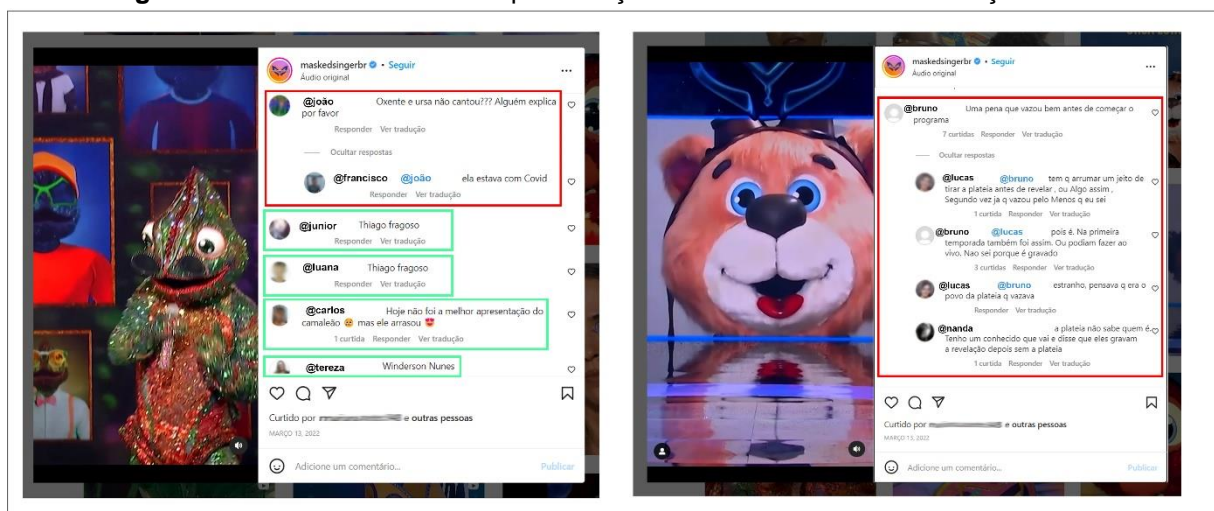 maskedsingerbr • Seguir
Áudio original
@joão Oxente e ursa não cantou??? Alguém explica
por favor
Responder Ver tradução
Ocultar respostas
@francisco @joão ela estava com Covid
Responder Ver tradução
@junior Thiago fragoso
Responder Ver tradução
@luana Thiago fragoso
Responder Ver tradução
@carlos Hoje não foi a melhor apresentação do
camaleão 🥺 mas ele arrasou 😍
1 curtida Responder Ver tradução
@tereza Winderson Nunes
Curtido por e outras pessoas
MARÇO 13, 2022
Adicione um comentário... Publicar
maskedsingerbr • Seguir
Áudio original
@bruno Uma pena que vazou bem antes de começar o
programa
7 curtidas Responder Ver tradução
Ocultar respostas
@lucas @bruno tem q arrumar um jeito de
tirar a plateia antes de revelar , ou Algo assim ,
Segundo vez ja q vazou pelo Menos q eu sei
1 curtida Responder Ver tradução
@bruno @lucas pois é. Na primeira
temporada também foi assim. Ou podiam fazer ao
vivo. Nao sei porque é gravado
3 curtidas Responder Ver tradução
@lucas @bruno estranho, pensava q era o
povo da plateia q vazava
Responder Ver tradução
@nanda a plateia não sabe quem é.
Tenho um conhecido que vai e disse que eles gravam
a revelação depois sem a plateia
1 curtida Responder Ver tradução
Curtido por e outras pessoas
MARÇO 13, 2022
Adicione um comentário... Publicar